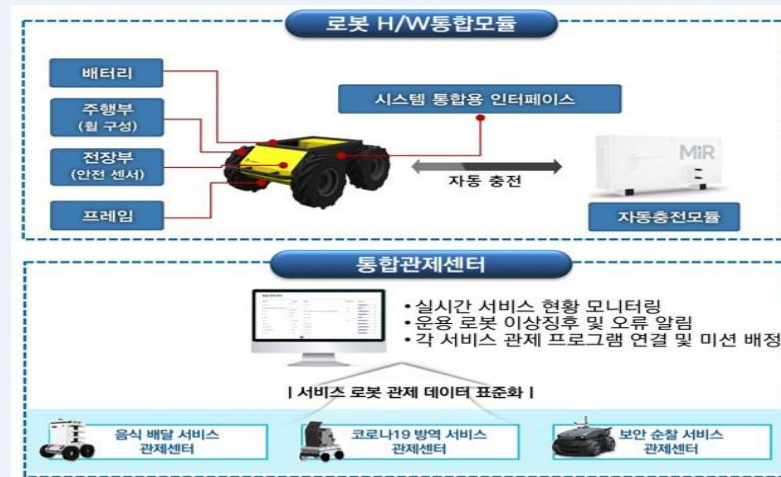 로봇 H/W통합모듈
배터리
주행부
(휠 구성)
전장부
(안전 센서)
프레임
시스템 통합용 인터페이스
자동 충전
MiR
자동충전모듈
통합관제센터
• 실시간 서비스 현황 모니터링
• 운용 로봇 이상징후 및 오류 알림
• 각 서비스 관제 프로그램 연결 및 미션 배정
| 서비스 로봇 관제 데이터 표준화 |
음식 배달 서비스
관제센터
코로나19 방역 서비스
관제센터
보안 순찰 서비스
관제센터